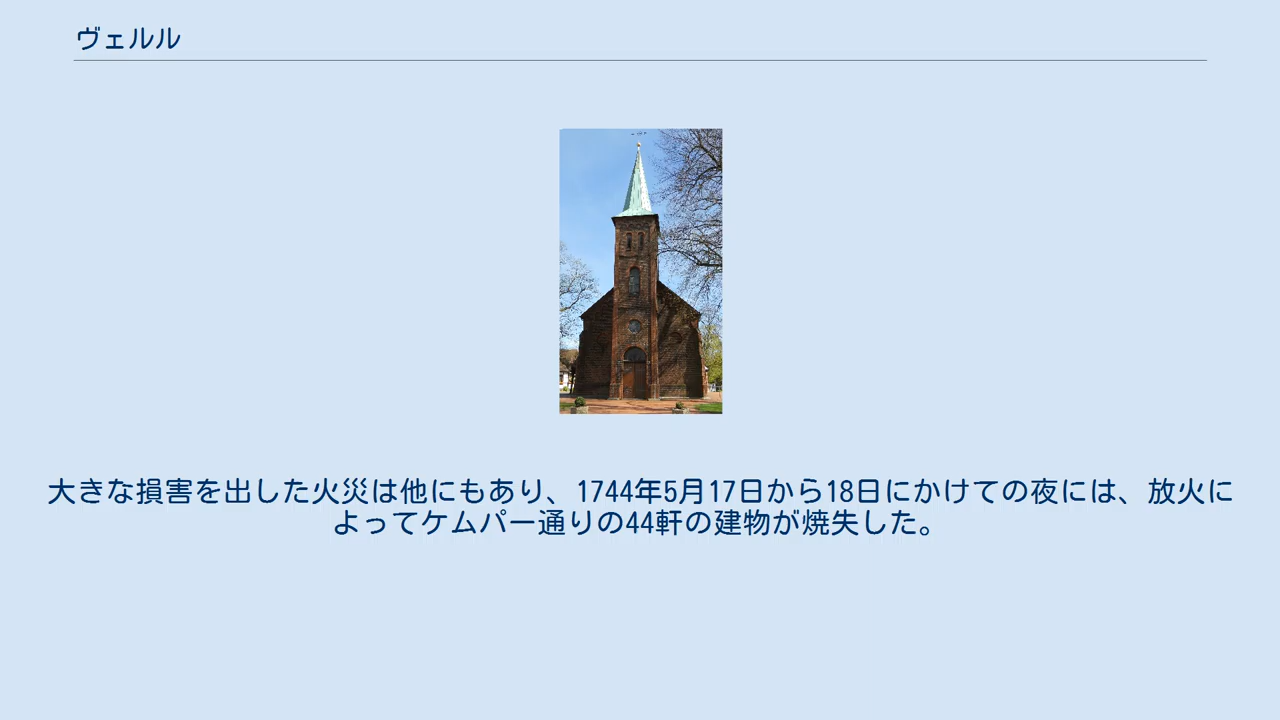 ヴェルル
大きな損害を出した火災は他にもあり、1744年5月17日から18日にかけての夜には、放火に
よってケムパー通りの44軒の建物が焼失した。